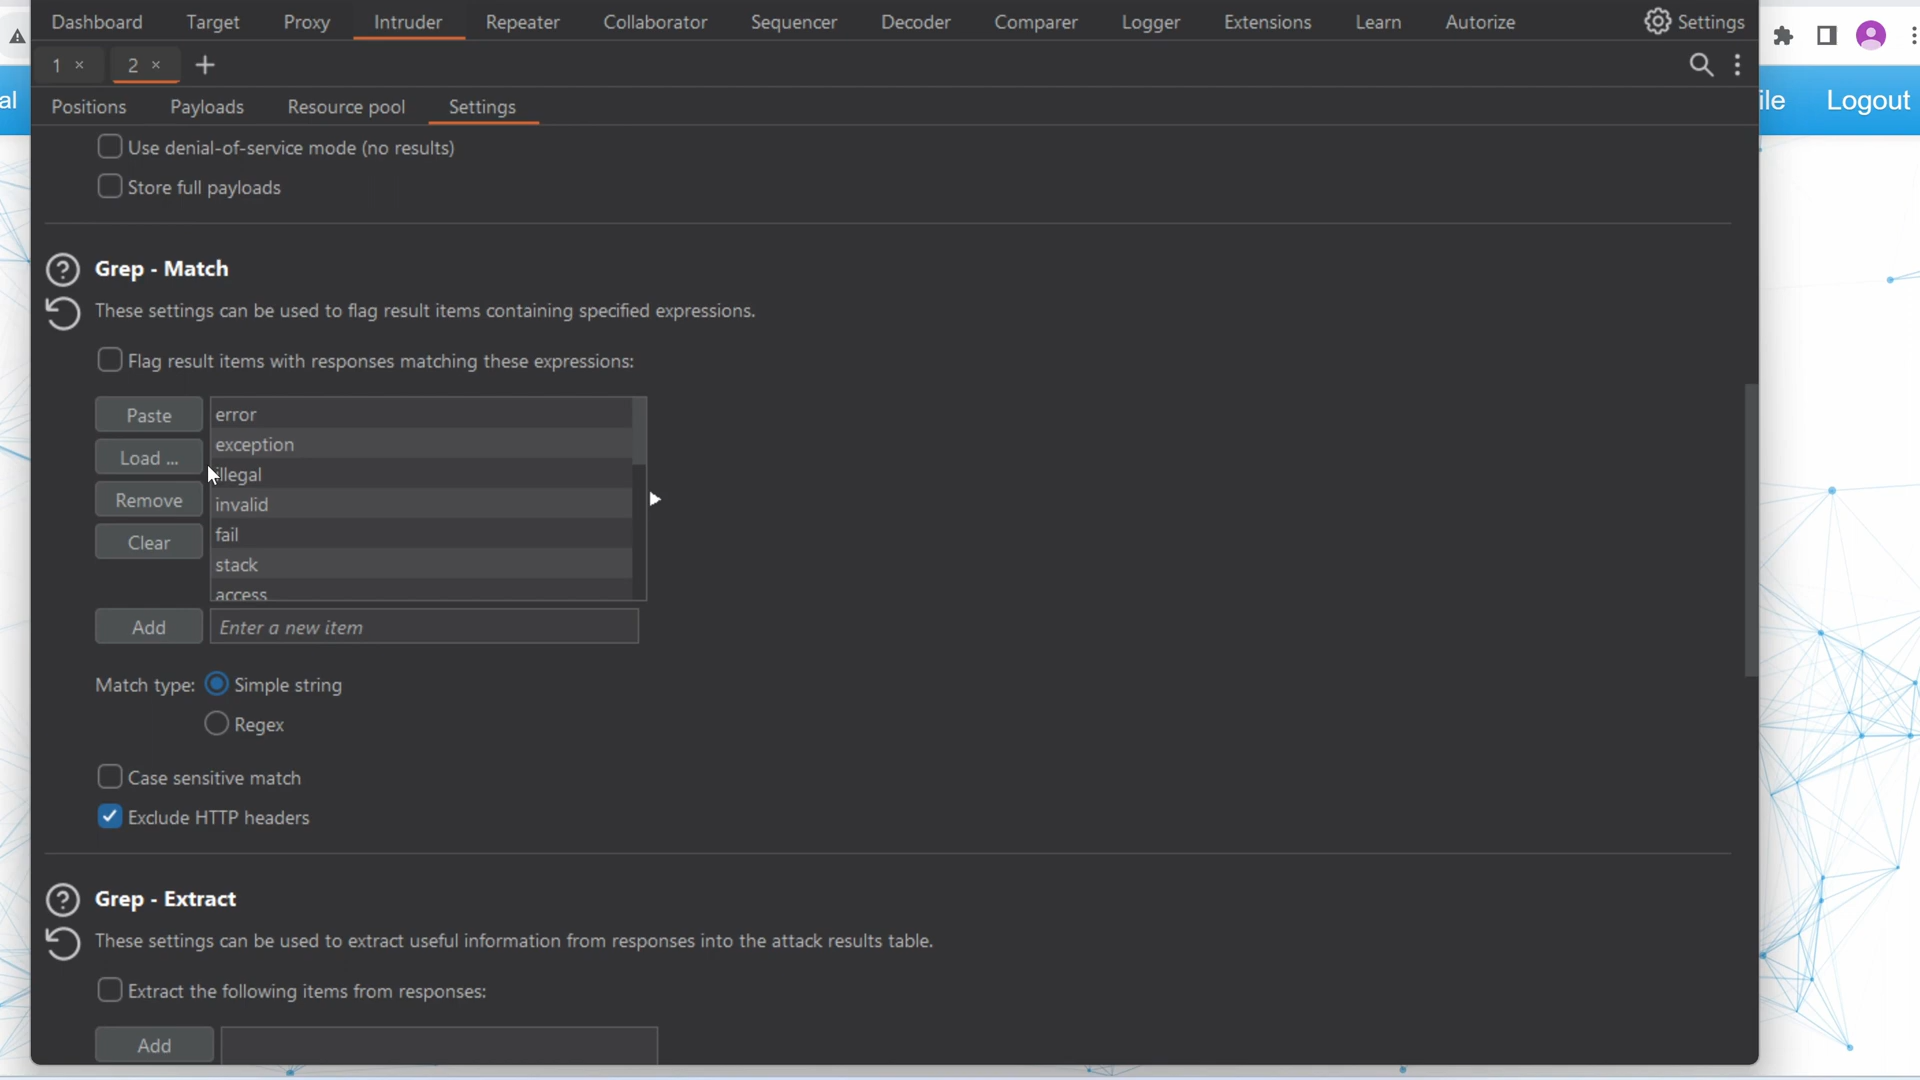 Dashboard Target Proxy Intruder Repeater Collaborator Sequencer Decoder Comparer Logger Extensions Learn Autorize Settings
1 × 2 × +
al ile Logout
Positions Payloads Resource pool Settings
Use denial-of-service mode (no results)
Store full payloads
Grep - Match
These settings can be used to flag result items containing specified expressions.
Flag result items with responses matching these expressions:
Paste error
exception
Load ... illegal
Remove invalid
fail
Clear stack
access
Add Enter a new item
Match type: Simple string
Regex
Case sensitive match
Exclude HTTP headers
Grep - Extract
These settings can be used to extract useful information from responses into the attack results table.
Extract the following items from responses:
Add